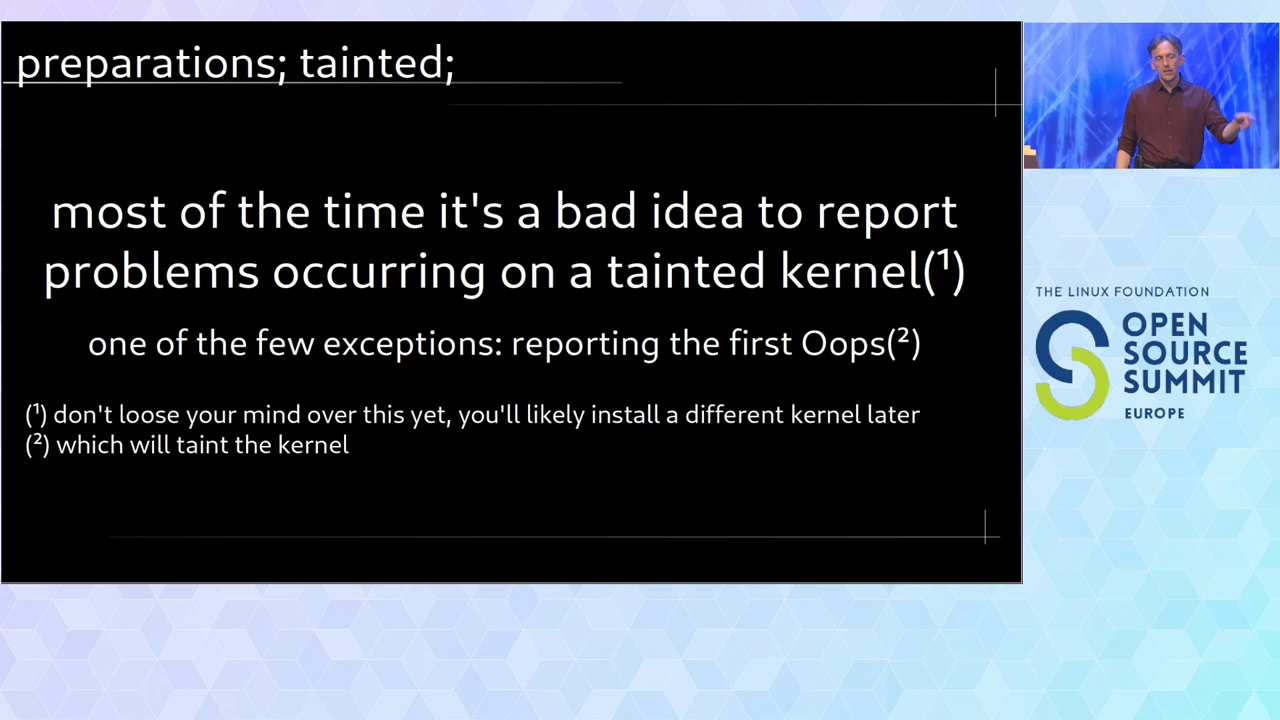 preparations; tainted;
most of the time it's a bad idea to report
problems occurring on a tainted kernel(¹)
one of the few exceptions: reporting the first Oops(²)
(¹) don't loose your mind over this yet, you'll likely install a different kernel later
(²) which will taint the kernel
THE LINUX FOUNDATION
OPEN
SOURCE
SUMMIT
EUROPE